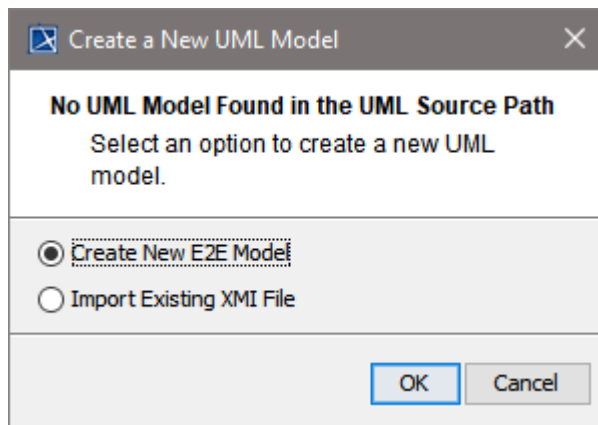 Create a New UML Model
No UML Model Found in the UML Source Path
Select an option to create a new UML
model.
Create New E2E Model
Import Existing XMI File
OK Cancel